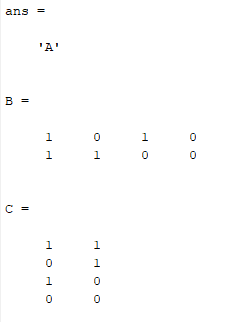 ans =
'A'
B =
1 0 1 0
1 1 0 0
C =
1 1
0 1
1 0
0 0